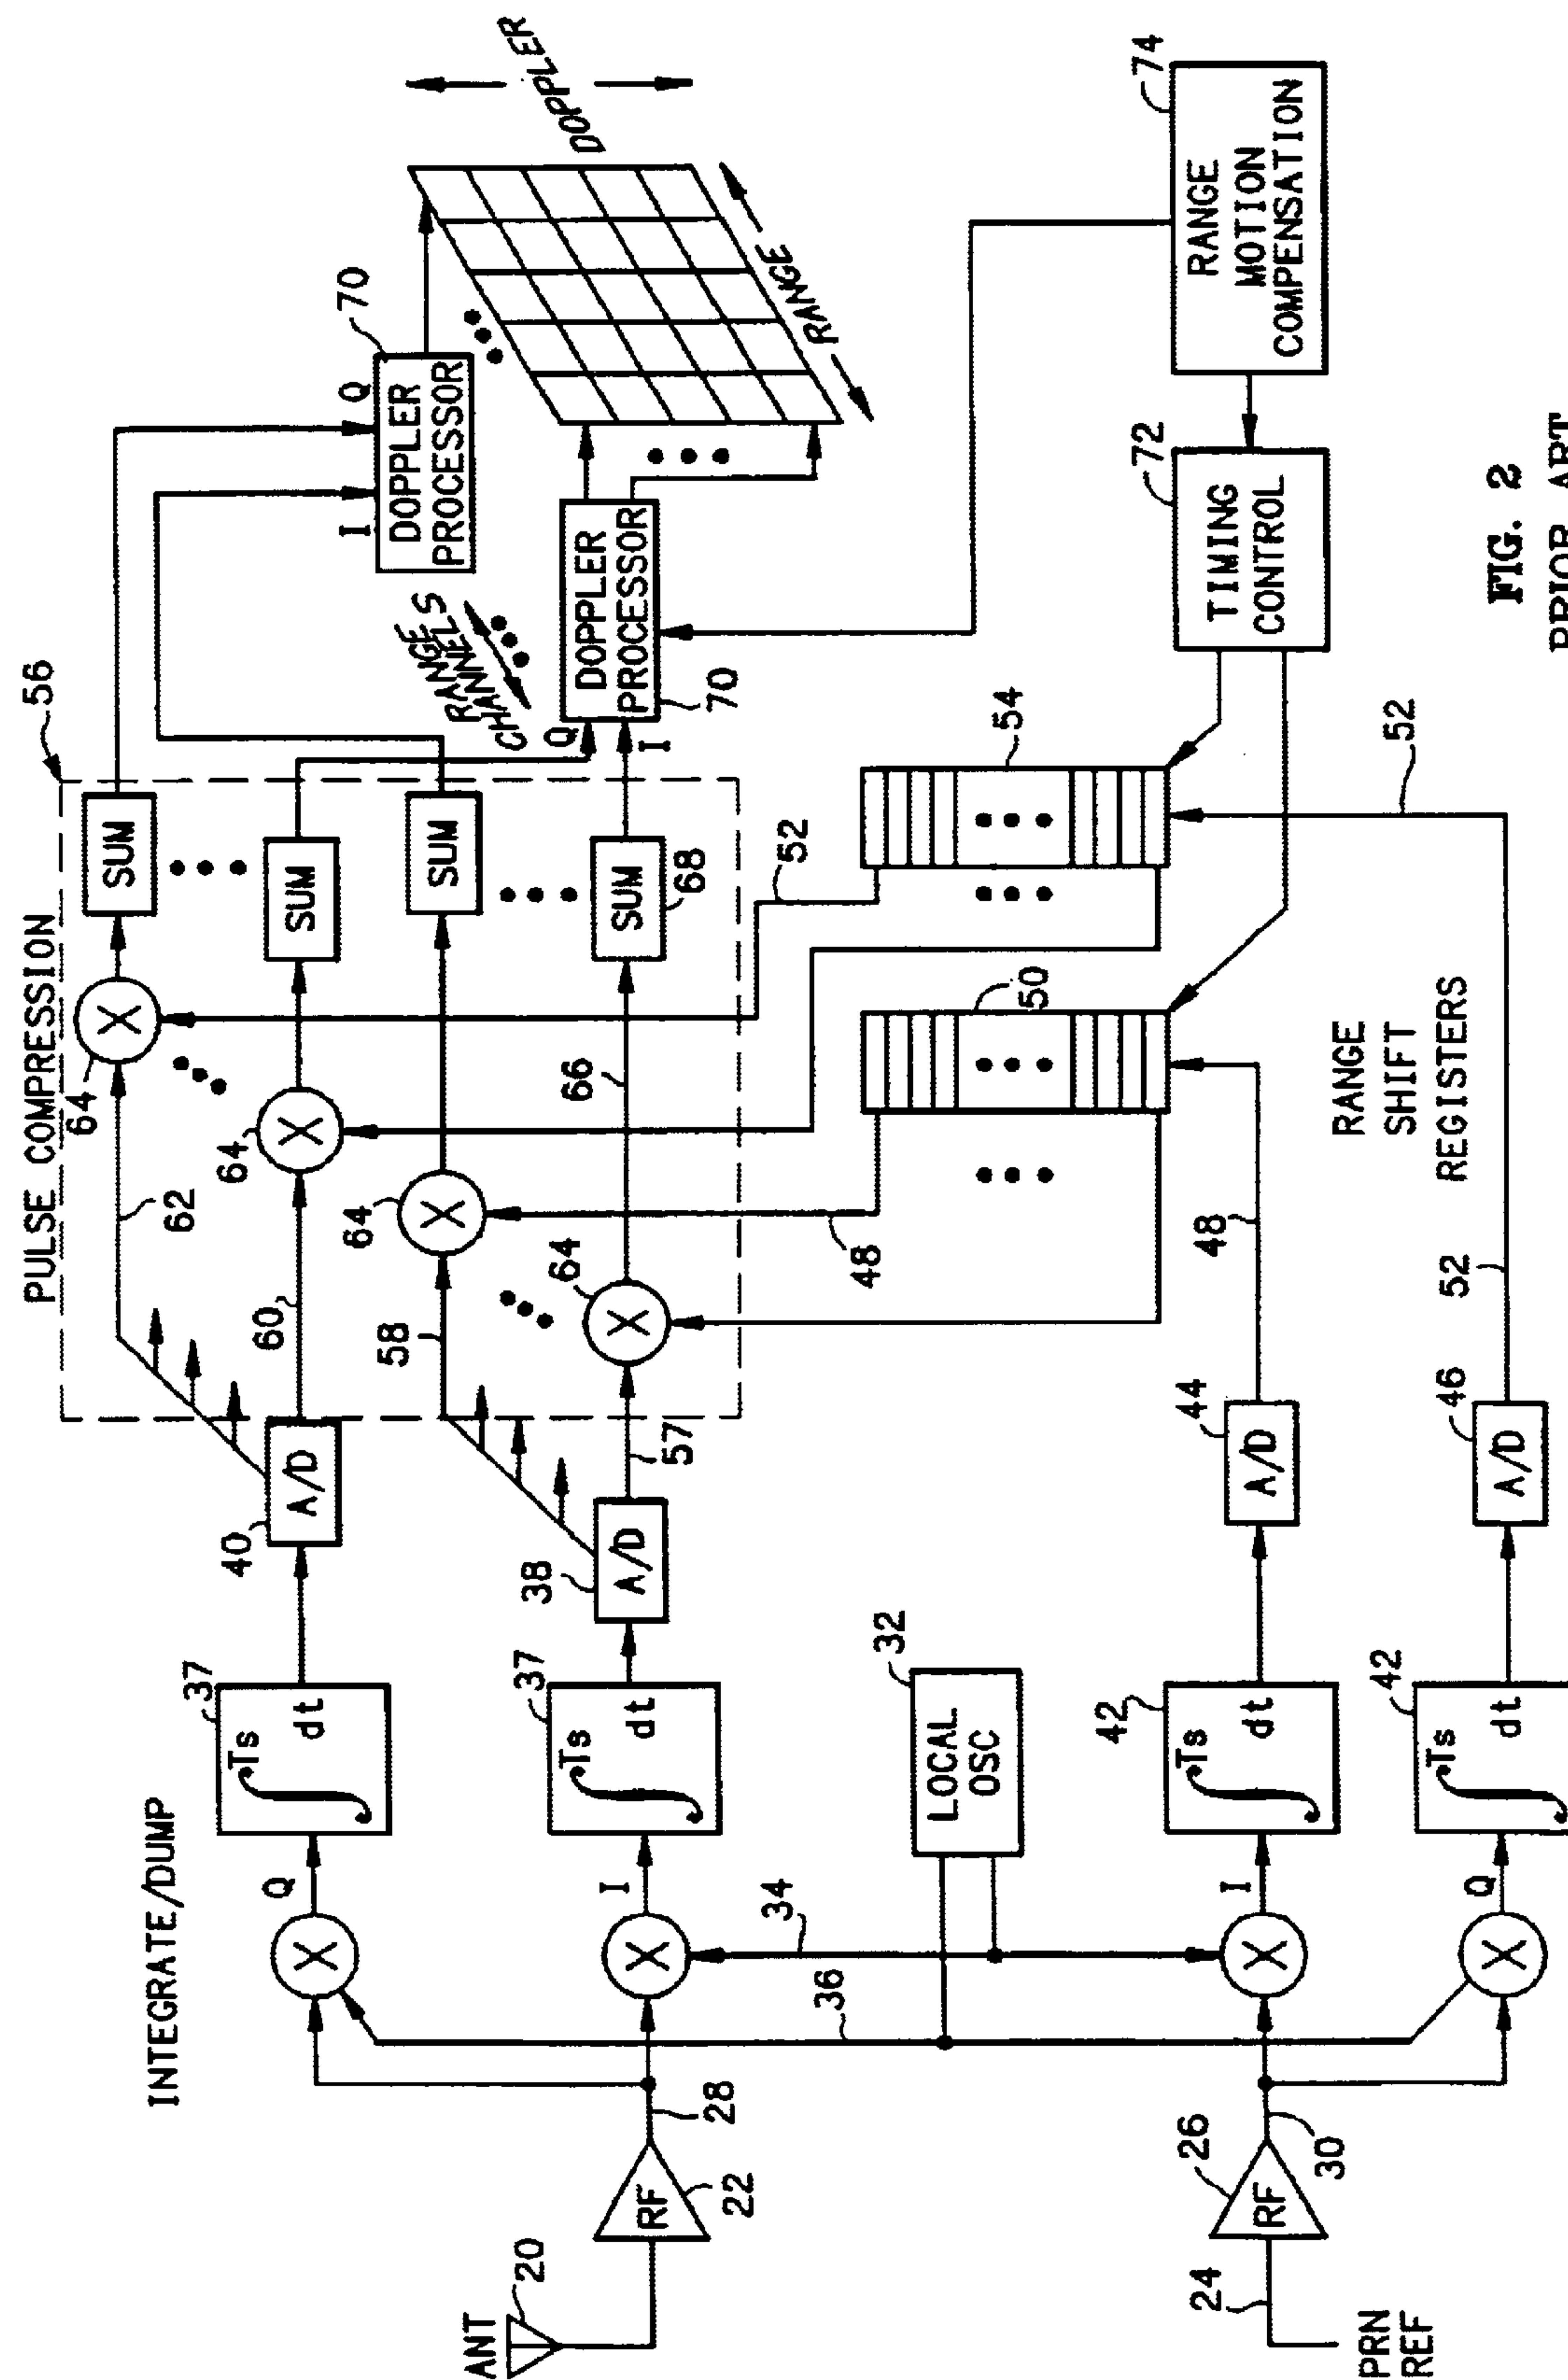 PULSE COMPRESSION
56
INTEGRATE/DUMP
Q
37
Ts
dt
40
A/D
60
62
64
X
X
64
X
SUM
SUM
I
Q
70
DOPPLER
PROCESSOR
DOPPLER
RANGE
ANT
20
RF
22
28
X
I
37
Ts
dt
38
A/D
57
58
64
X
64
X
66
SUM
SUM
68
RANGE
CHANNELS
Q
I
DOPPLER
PROCESSOR
70
34
36
32
LOCAL
OSC
48
50
52
54
PRN
REF
24
RF
26
30
X
I
42
Ts
dt
44
A/D
48
RANGE
SHIFT
REGISTERS
X
Q
42
Ts
dt
46
A/D
52
52
72
TIMING
CONTROL
74
RANGE
MOTION
COMPENSATION
FIG. 2
PRIOR ART